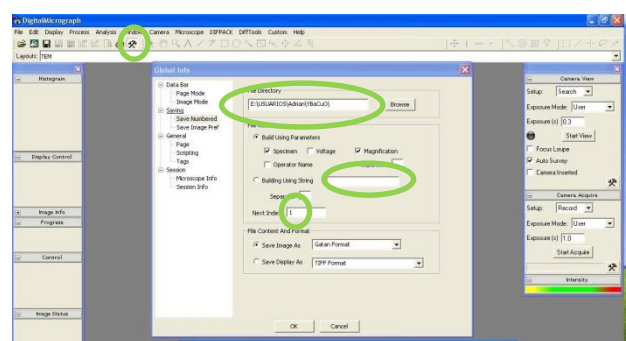 DigitalMicrograph
File Edit Display Process Analysis Window Camera Microscope DIFPACK DiffTools Custom Help
Layouts: TEM
Histogram
Display Control
Image Info
Progress
Control
Image Status
Global Info
Data Bar
Page Mode
Image Mode
Saving
Save Numbered
Save Image Pref
General
Page
Scripting
Tags
Session
Microscope Info
Session Info
File Directory
E:\USUARIOS\Adrian\YBaCuO\
Browse
File
Build Using Parameters
Specimen Voltage Magnification
Operator Name
Building Using String
Separ
Next Index 1
File Content And Format
Save Image As Gatan Format
Save Display As TIFF Format
OK Cancel
Camera View
Setup: Search
Exposure Mode: User
Exposure (s) 0.3
Start View
Focus Loupe
Auto Survey
Camera Inserted
Camera Acquire
Setup: Record
Exposure Mode: User
Exposure (s) 1.0
Start Acquire
Intensity